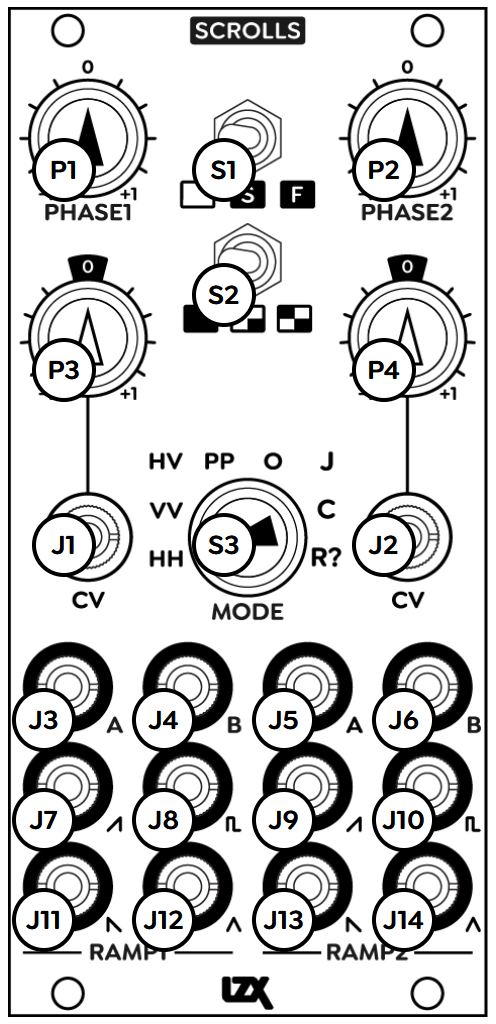 SCROLLS
0 0
P1 S1 P2
+1 S F +1
PHASE1 PHASE2
0 0
S2
P3 P4
+1 +1
HV PP O J
VV C
J1 S3 J2
HH R?
CV MODE CV
J3 A J4 B J5 A J6 B
J7 J8 J9 J10
J11 J12 J13 J14
RAMP1 RAMP2
LZX